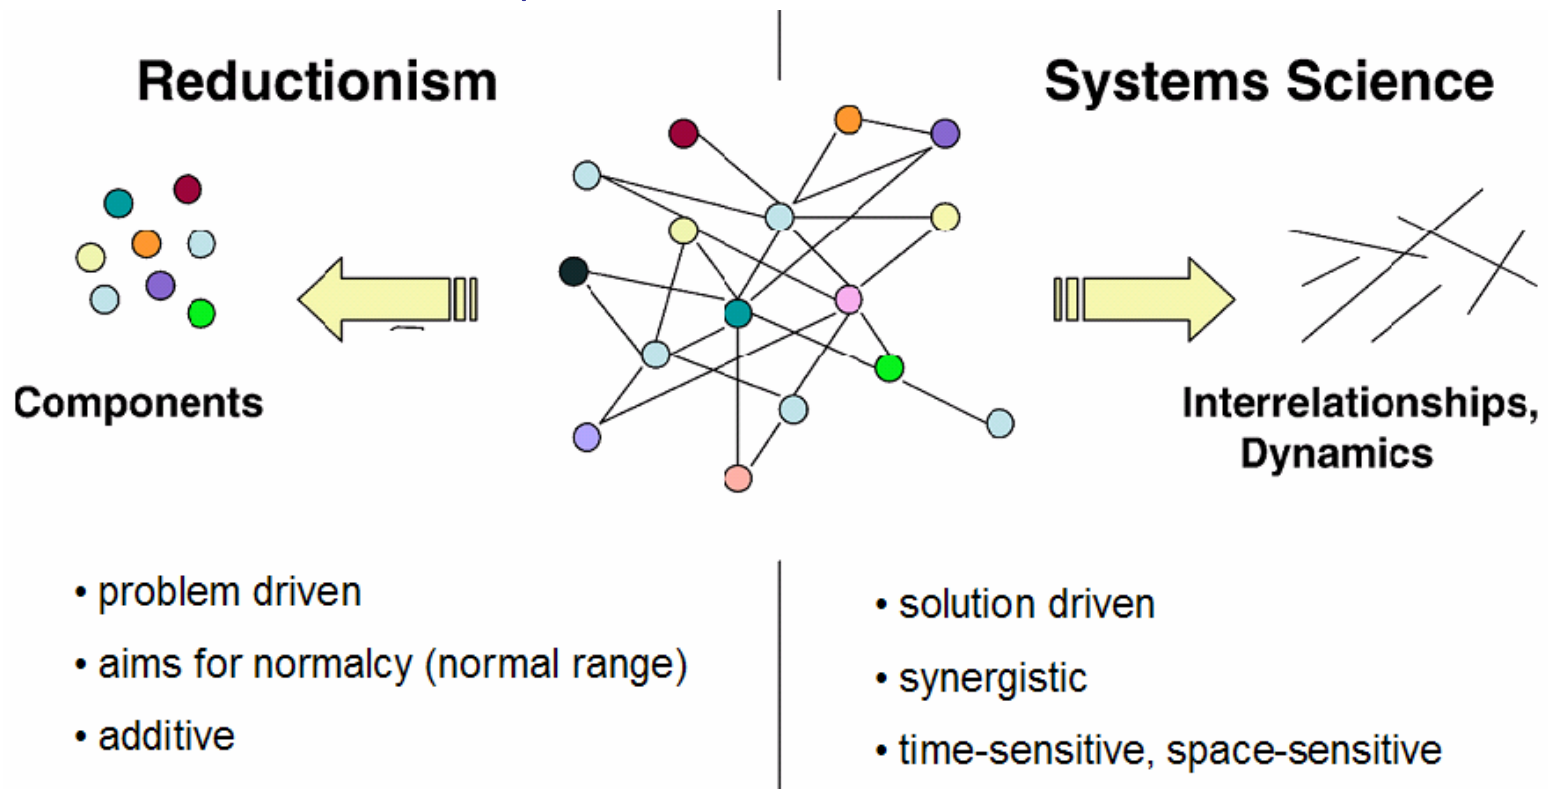 Reductionism
Components
• problem driven
• aims for normalcy (normal range)
• additive
Systems Science
Interrelationships,
Dynamics
• solution driven
• synergistic
• time-sensitive, space-sensitive